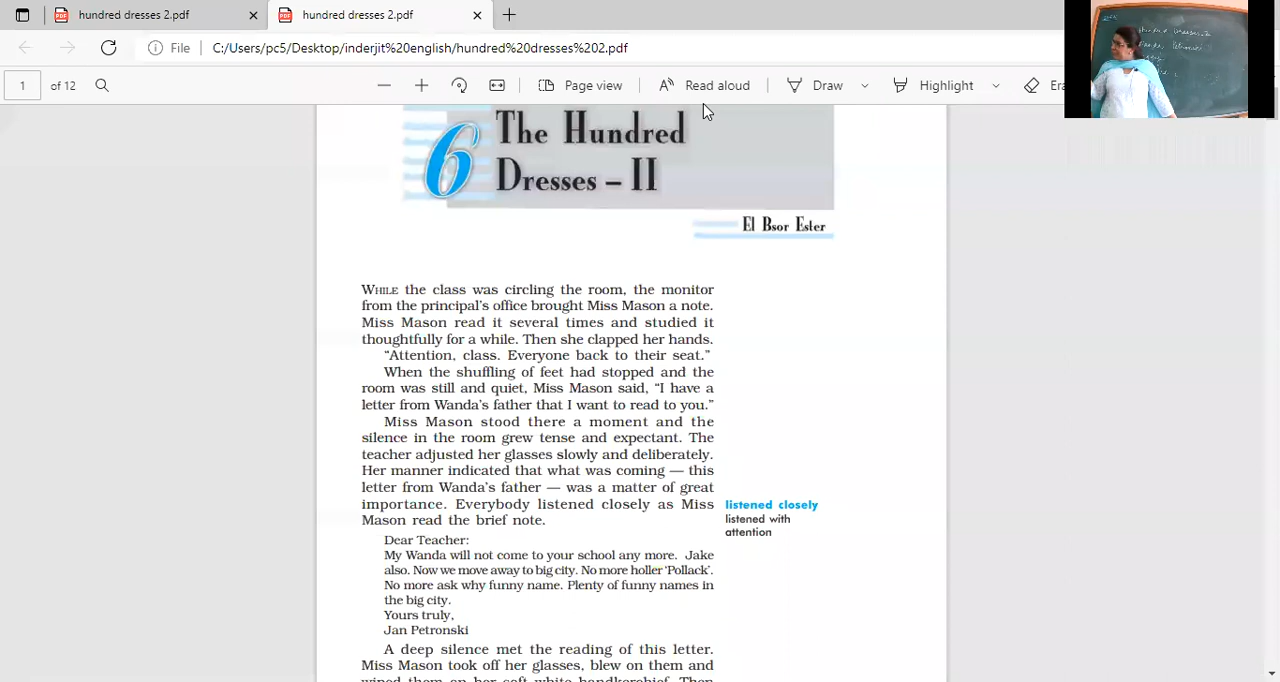 hundred dresses 2.pdf
hundred dresses 2.pdf
File
C:/Users/pc5/Desktop/inderjit%20english/hundred%20dresses%202.pdf
1 of 12
Page view
Read aloud
Draw
Highlight
Era
6
The Hundred
Dresses – II
El Bsor Ester
WHILE the class was circling the room, the monitor
from the principal's office brought Miss Mason a note.
Miss Mason read it several times and studied it
thoughtfully for a while. Then she clapped her hands.
“Attention, class. Everyone back to their seat.”
When the shuffling of feet had stopped and the
room was still and quiet, Miss Mason said, “I have a
letter from Wanda's father that I want to read to you.”
Miss Mason stood there a moment and the
silence in the room grew tense and expectant. The
teacher adjusted her glasses slowly and deliberately.
Her manner indicated that what was coming — this
letter from Wanda's father — was a matter of great
importance. Everybody listened closely as Miss
Mason read the brief note.
listened closely
listened with
attention
Dear Teacher:
My Wanda will not come to your school any more. Jake
also. Now we move away to big city. No more holler ‘Pollack’.
No more ask why funny name. Plenty of funny names in
the big city.
Yours truly,
Jan Petronski
A deep silence met the reading of this letter.
Miss Mason took off her glasses, blew on them and
wiped them on her soft white handkerchief. Then